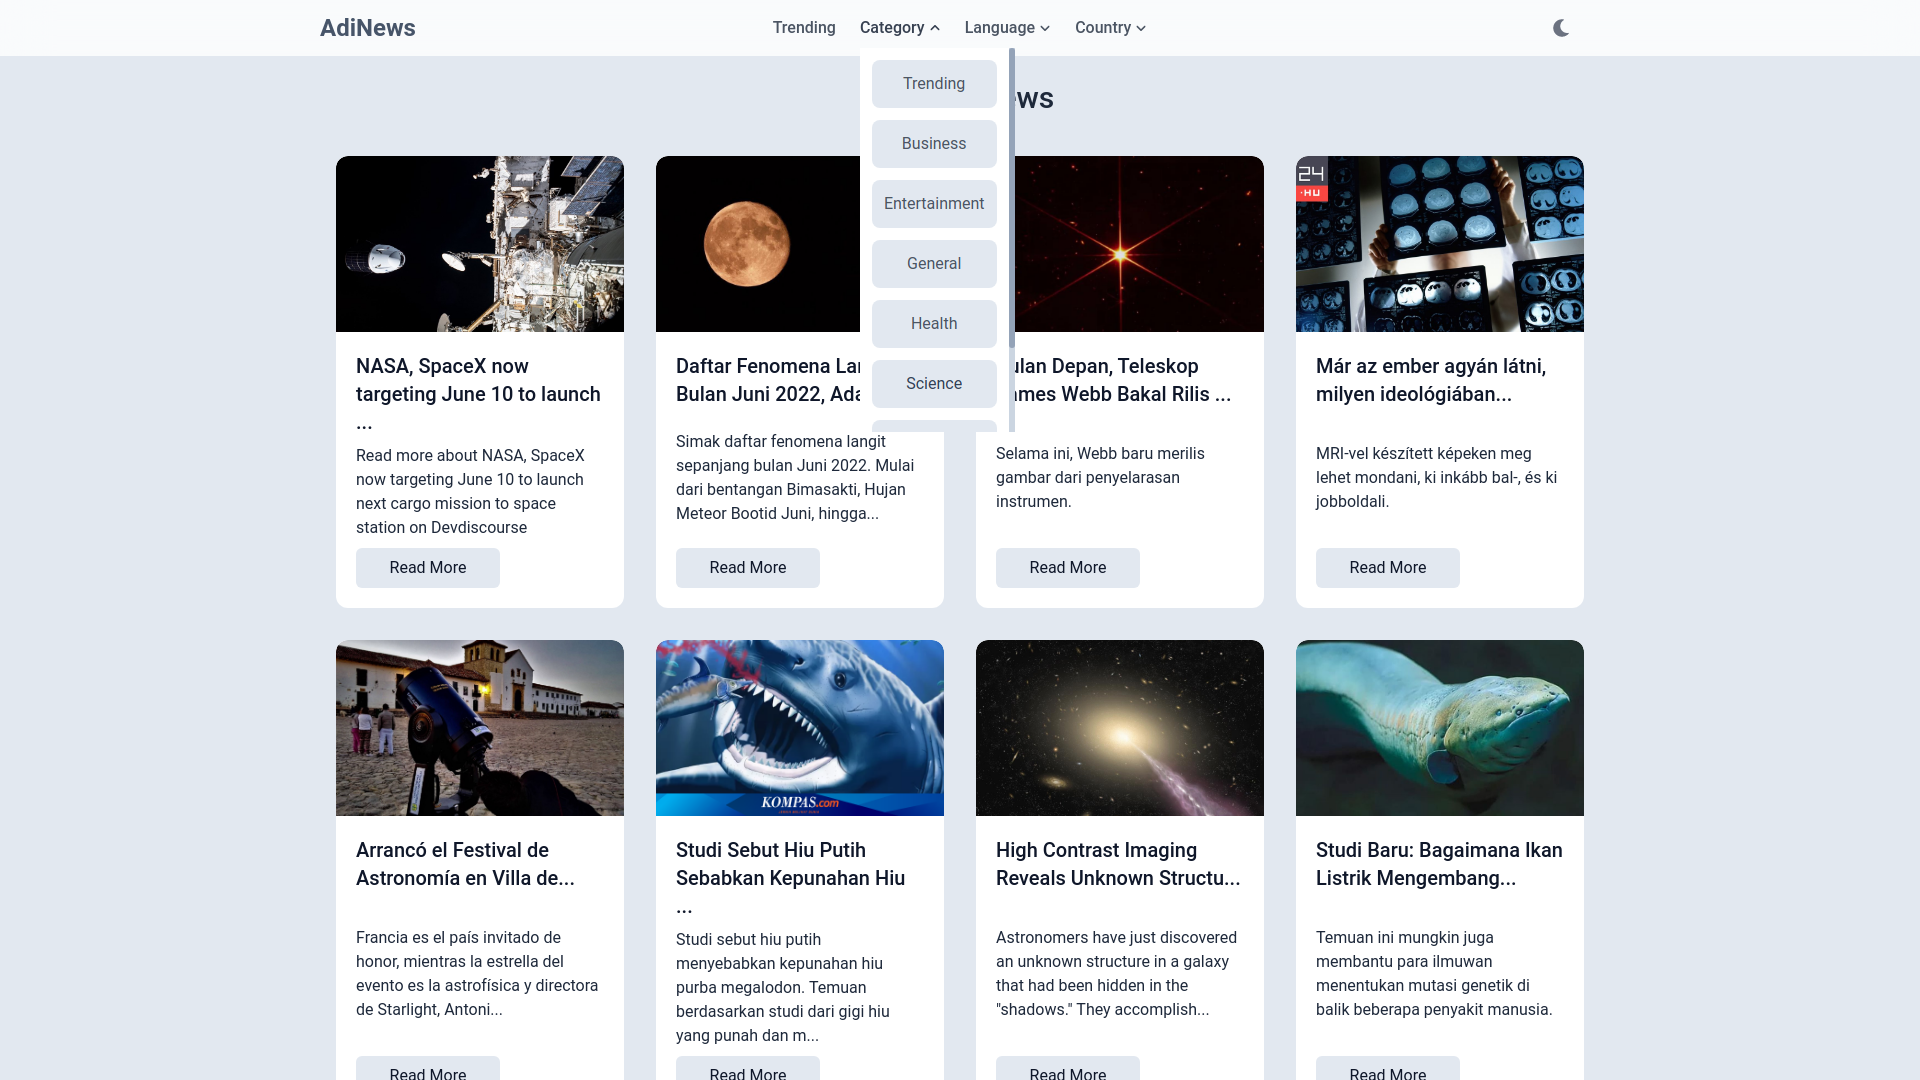 AdiNews
Trending
Category
Language
Country
Trending
Business
Entertainment
General
Health
Science
NASA, SpaceX now
targeting June 10 to launch
...
Read more about NASA, SpaceX
now targeting June 10 to launch
next cargo mission to space
station on Devdiscourse
Read More
Daftar Fenomena
Bulan Juni 2022,
Simak daftar fenomena langit
sepanjang bulan Juni 2022. Mulai
dari bentangan Bimasakti, Hujan
Meteor Bootid Juni, hingga...
Read More
Depan, Teleskop
Webb Bakal Rilis ...
Selama ini, Webb baru merilis
gambar dari penyelarasan
instrumen.
Read More
24
.HU
Már az ember agyán látni,
milyen ideológiában...
MRI-vel készített képeken meg
lehet mondani, ki inkább bal-, és ki
jobboldali.
Read More
Arrancó el Festival de
Astronomía en Villa de...
Francia es el país invitado de
honor, mientras la estrella del
evento es la astrofísica y directora
de Starlight, Antoni...
Read More
KOMPAS.com
Studi Sebut Hiu Putih
Sebabkan Kepunahan Hiu
...
Studi sebut hiu putih
menyebabkan kepunahan hiu
purba megalodon. Temuan
berdasarkan studi dari gigi hiu
yang punah dan m...
Read More
High Contrast Imaging
Reveals Unknown Structu...
Astronomers have just discovered
an unknown structure in a galaxy
that had been hidden in the
"shadows." They accomplish...
Read More
Studi Baru: Bagaimana Ikan
Listrik Mengembang...
Temuan ini mungkin juga
membantu para ilmuwan
menentukan mutasi genetik di
balik beberapa penyakit manusia.
Read More